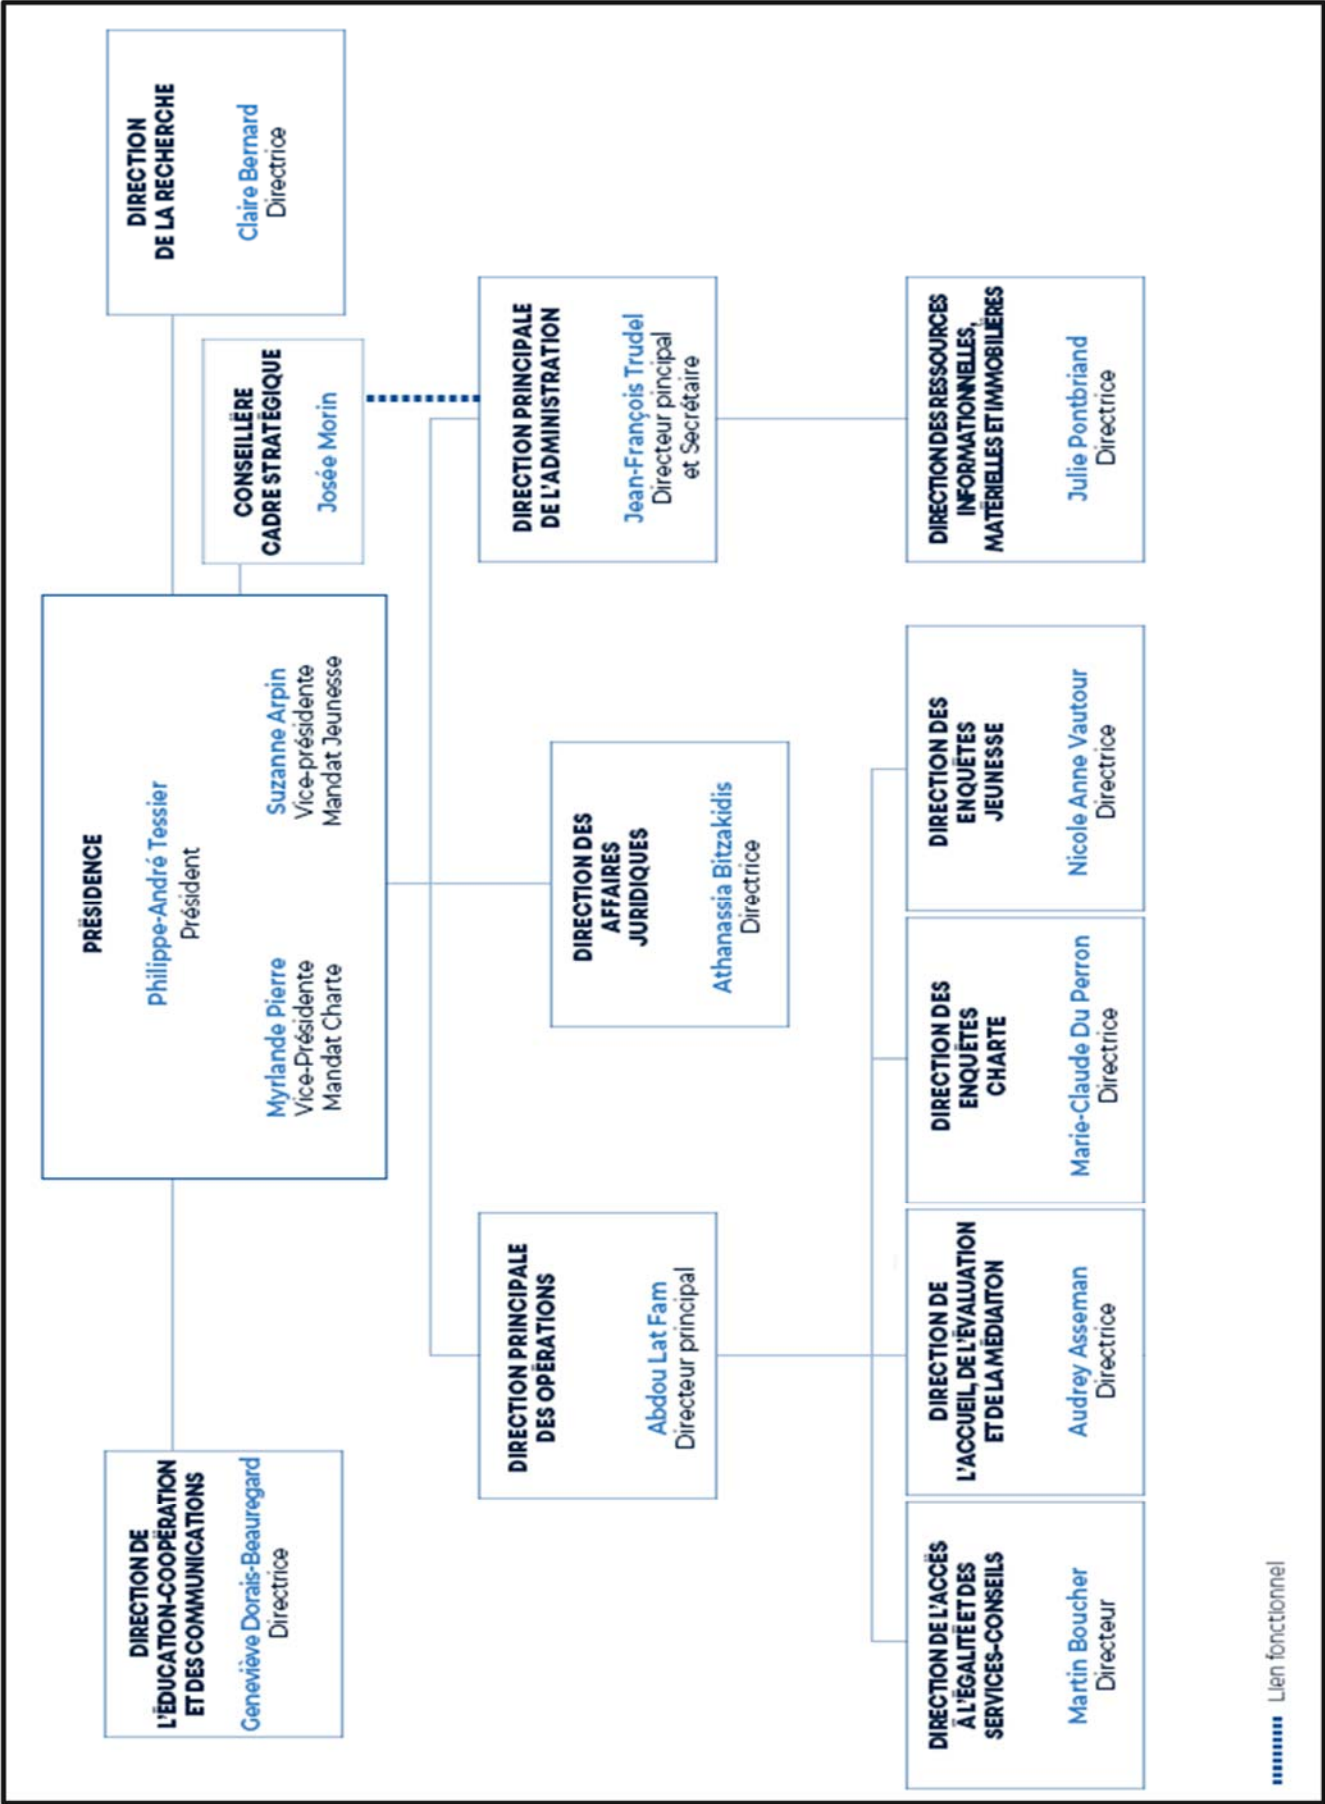 PRÉSIDENCE
Philippe-André Tessier
Président
Myrlande Pierre
Vice-Présidente
Mandat Charte
Suzanne Arpin
Vice-présidente
Mandat Jeunesse
DIRECTION DE
L'ÉDUCATION-COOPÉRATION
ET DES COMMUNICATIONS
Geneviève Dorais-Beauregard
Directrice
CONSEILLÈRE
CADRE STRATÉGIQUE
Josée Morin
DIRECTION
DE LA RECHERCHE
Claire Bernard
Directrice
DIRECTION PRINCIPALE
DES OPÉRATIONS
Abdou Lat Fam
Directeur principal
DIRECTION DES
AFFAIRES
JURIDIQUES
Athanassia Bitzakidis
Directrice
DIRECTION PRINCIPALE
DE L'ADMINISTRATION
Jean-François Trudel
Directeur pincipal
et Secrétaire
DIRECTION DE L'ACCÈS
À L'ÉGALITÉ ET DES
SERVICES-CONSEILS
Martin Boucher
Directeur
DIRECTION DE
L'ACCUEIL, DE L'ÉVALUATION
ET DE LA MÉDIAITON
Audrey Asseman
Directrice
DIRECTION DES
ENQUÊTES
CHARTE
Marie-Claude Du Perron
Directrice
DIRECTION DES
ENQUÊTES
JEUNESSE
Nicole Anne Vautour
Directrice
DIRECTION DES RESSOURCES
INFORMATIONNELLES,
MATÉRIELLES ET IMMOBILIÈRES
Julie Pontbriand
Directrice
Lien fonctionnel